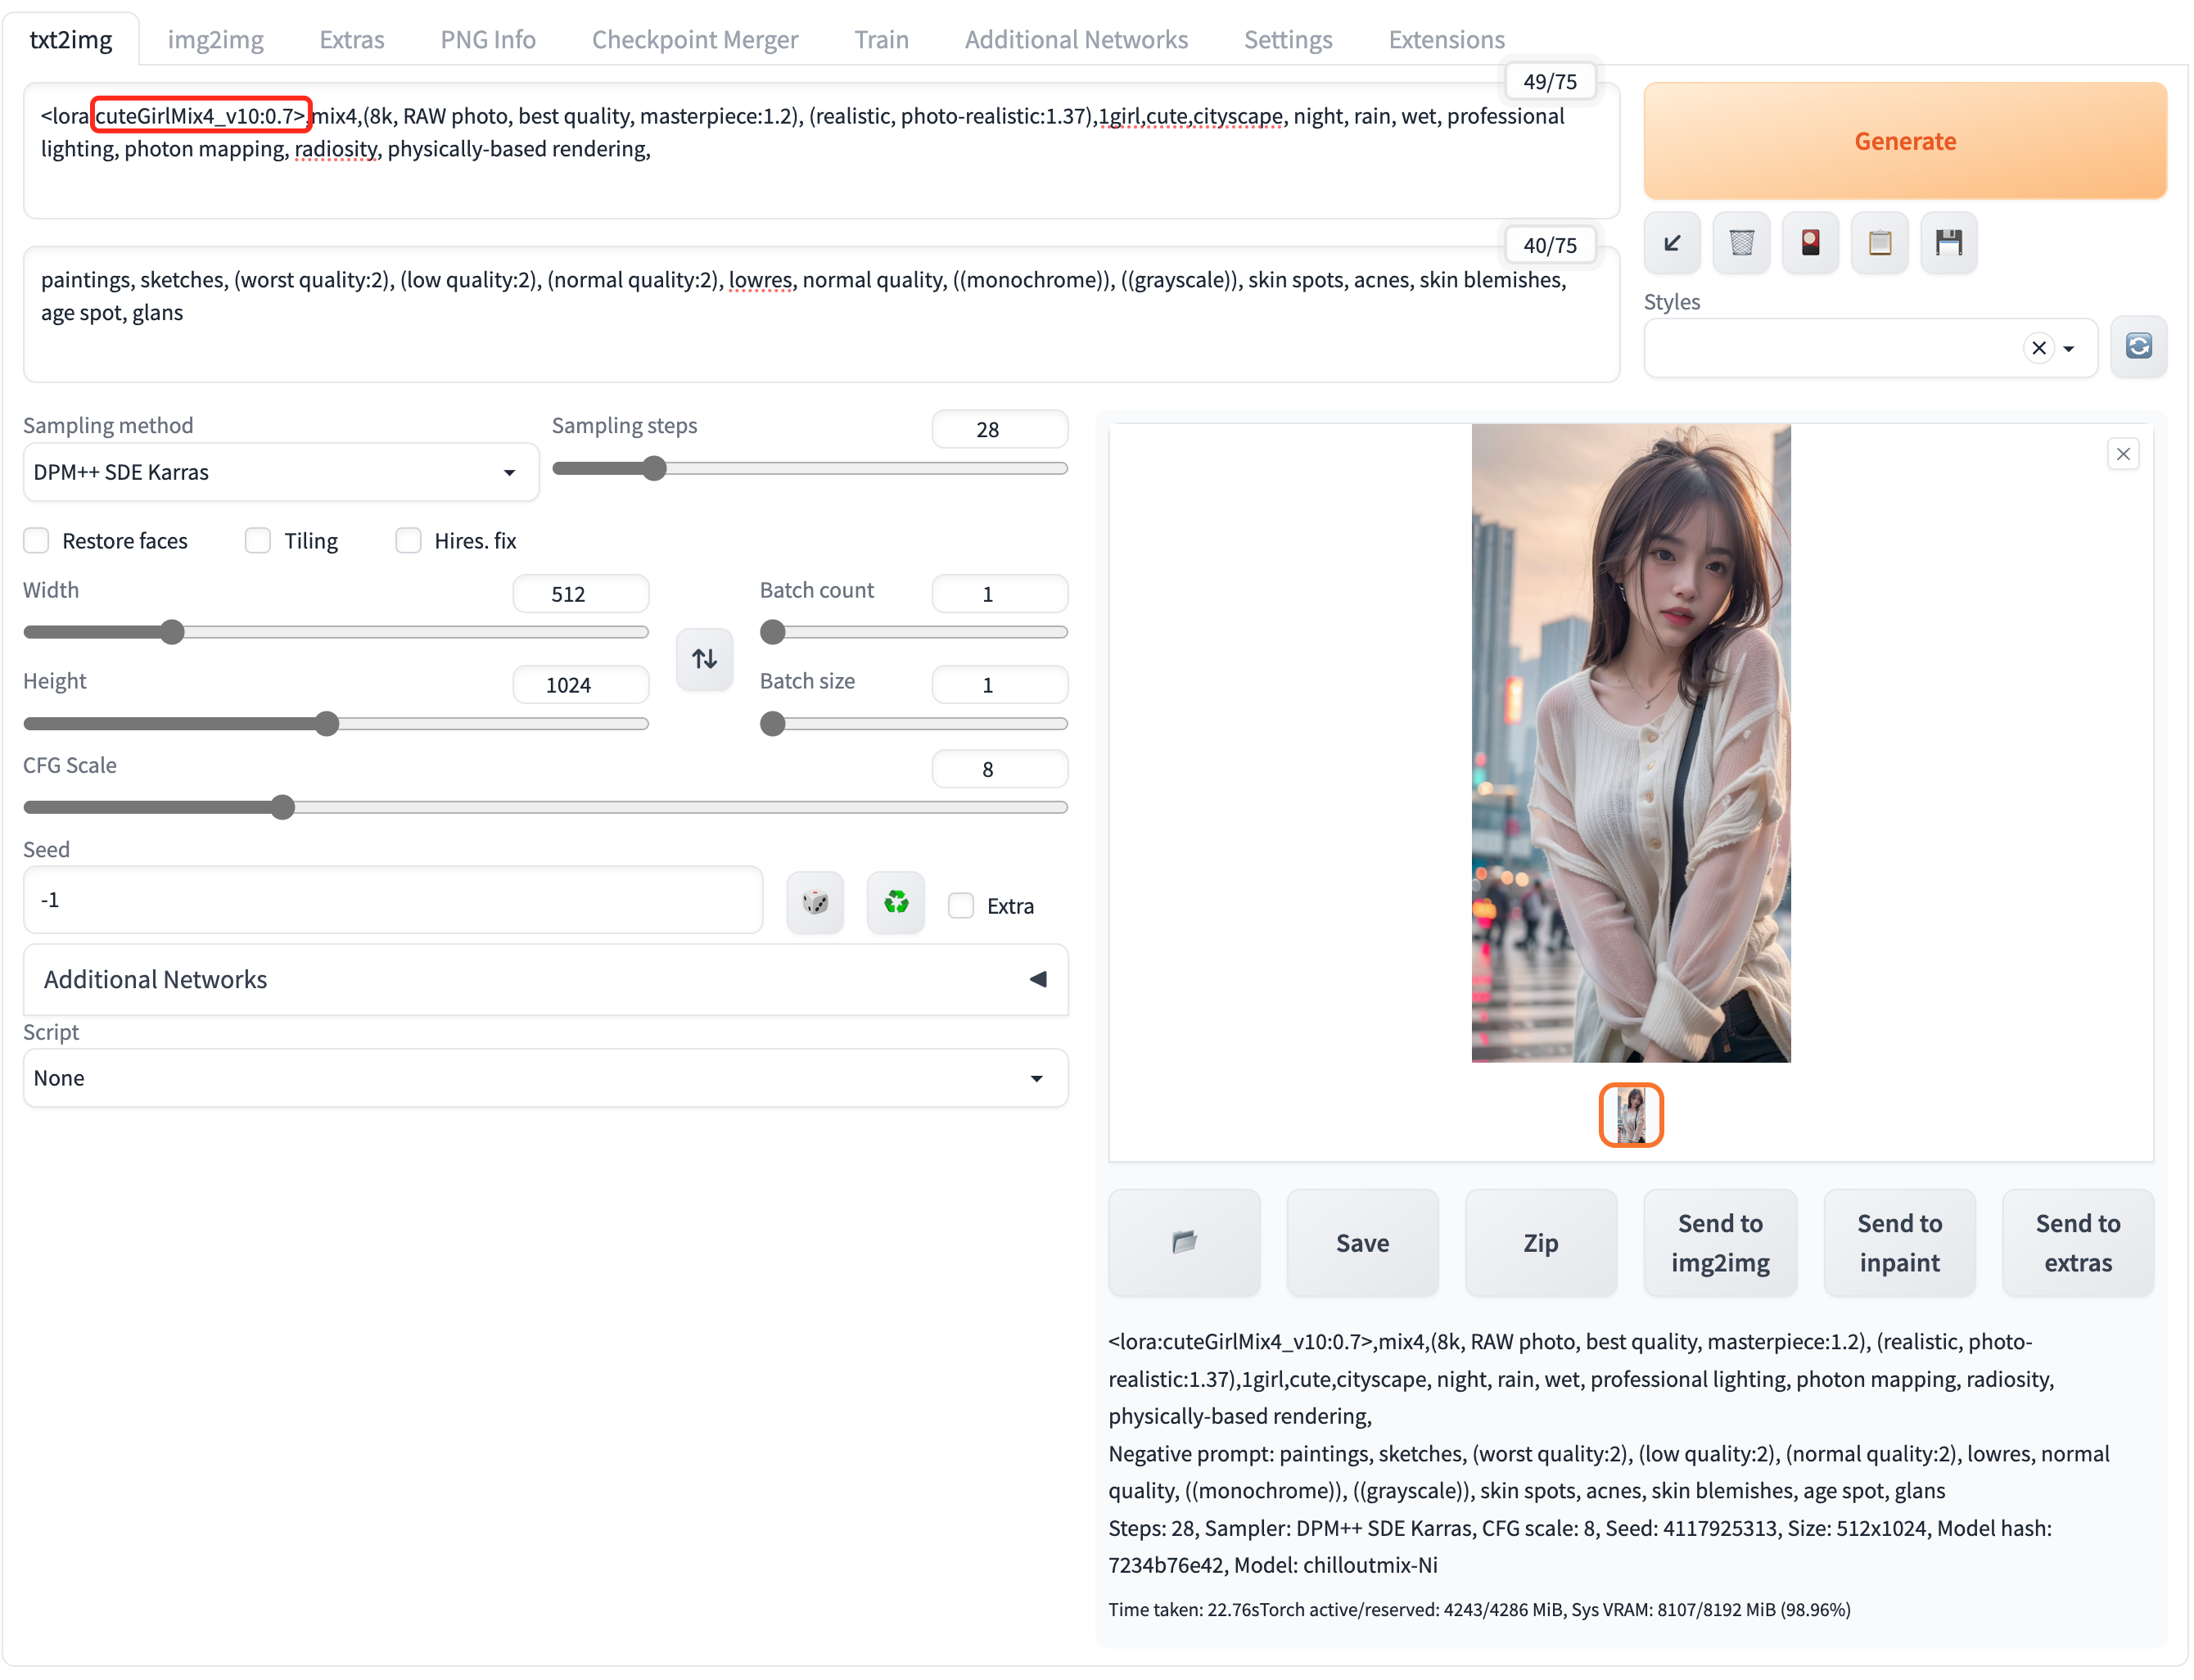 txt2img img2img Extras PNG Info Checkpoint Merger Train Additional Networks Settings Extensions
49/75
<lora:cuteGirlMix4_v10:0.7>,mix4,(8k, RAW photo, best quality, masterpiece:1.2), (realistic, photo-realistic:1.37),1girl,cute,cityscape, night, rain, wet, professional
lighting, photon mapping, radiosity, physically-based rendering,
Generate
40/75
paintings, sketches, (worst quality:2), (low quality:2), (normal quality:2), lowres, normal quality, ((monochrome)), ((grayscale)), skin spots, acnes, skin blemishes,
age spot, glans
Styles
Sampling method
DPM++ SDE Karras
Sampling steps
28
Restore faces
Tiling
Hires. fix
Width
512
Height
1024
Batch count
1
Batch size
1
CFG Scale
8
Seed
-1
Extra
Additional Networks
Script
None
Save
Zip
Send to
img2img
Send to
inpaint
Send to
extras
<lora:cuteGirlMix4_v10:0.7>,mix4,(8k, RAW photo, best quality, masterpiece:1.2), (realistic, photo-
realistic:1.37),1girl,cute,cityscape, night, rain, wet, professional lighting, photon mapping, radiosity,
physically-based rendering,
Negative prompt: paintings, sketches, (worst quality:2), (low quality:2), (normal quality:2), lowres, normal
quality, ((monochrome)), ((grayscale)), skin spots, acnes, skin blemishes, age spot, glans
Steps: 28, Sampler: DPM++ SDE Karras, CFG scale: 8, Seed: 4117925313, Size: 512x1024, Model hash:
7234b76e42, Model: chilloutmix-Ni
Time taken: 22.76sTorch active/reserved: 4243/4286 MiB, Sys VRAM: 8107/8192 MiB (98.96%)